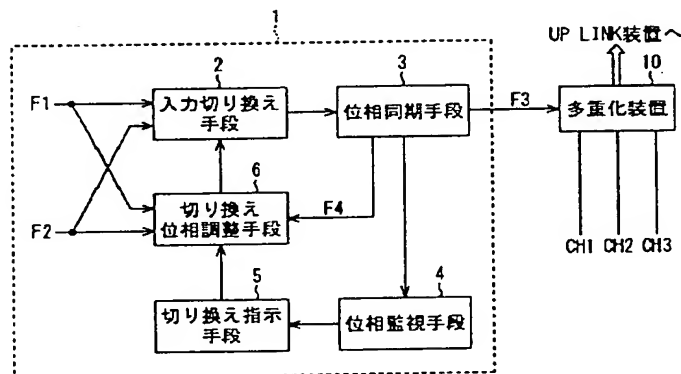 1
UP LINK装置へ
2
3
10
F1
入力切り換え
手段
位相同期手段
F3
多重化装置
6
F2
切り換え
位相調整手段
F4
CH1 CH2 CH3
5
4
切り換え指示
手段
位相監視手段